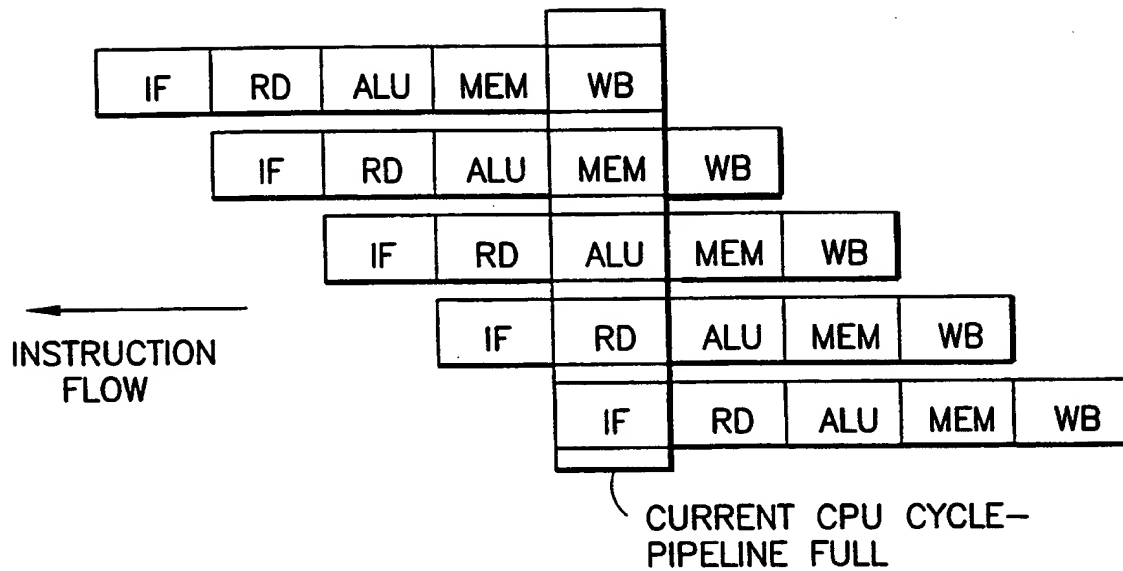 IF RD ALU MEM WB
IF RD ALU MEM WB
IF RD ALU MEM WB
IF RD ALU MEM WB
INSTRUCTION
FLOW
IF RD ALU MEM WB
CURRENT CPU CYCLE-
PIPELINE FULL